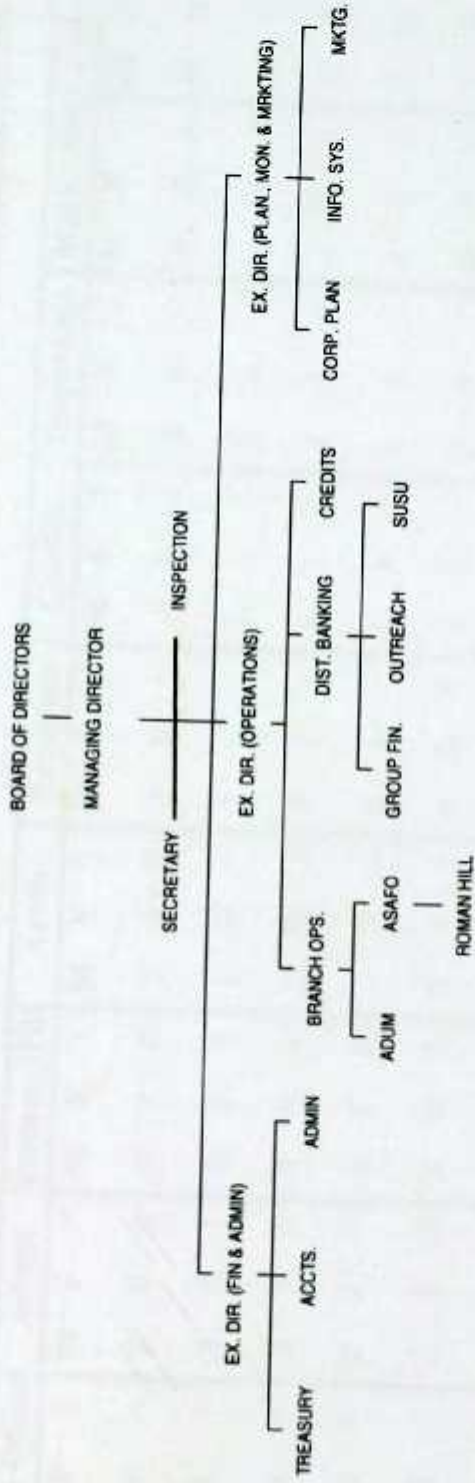 BOARD OF DIRECTORS
MANAGING DIRECTOR
SECRETARY INSPECTION
EX. DIR. (FIN & ADMIN) EX. DIR. (OPERATIONS) EX. DIR. (PLAN., MON. & MRKTING)
TREASURY ACCTS. ADMIN BRANCH OPS. DIST. BANKING CREDITS CORP. PLAN INFO. SYS. MKTG.
ADUM ASAFO GROUP FIN. OUTREACH SUSU
ROMAN HILL